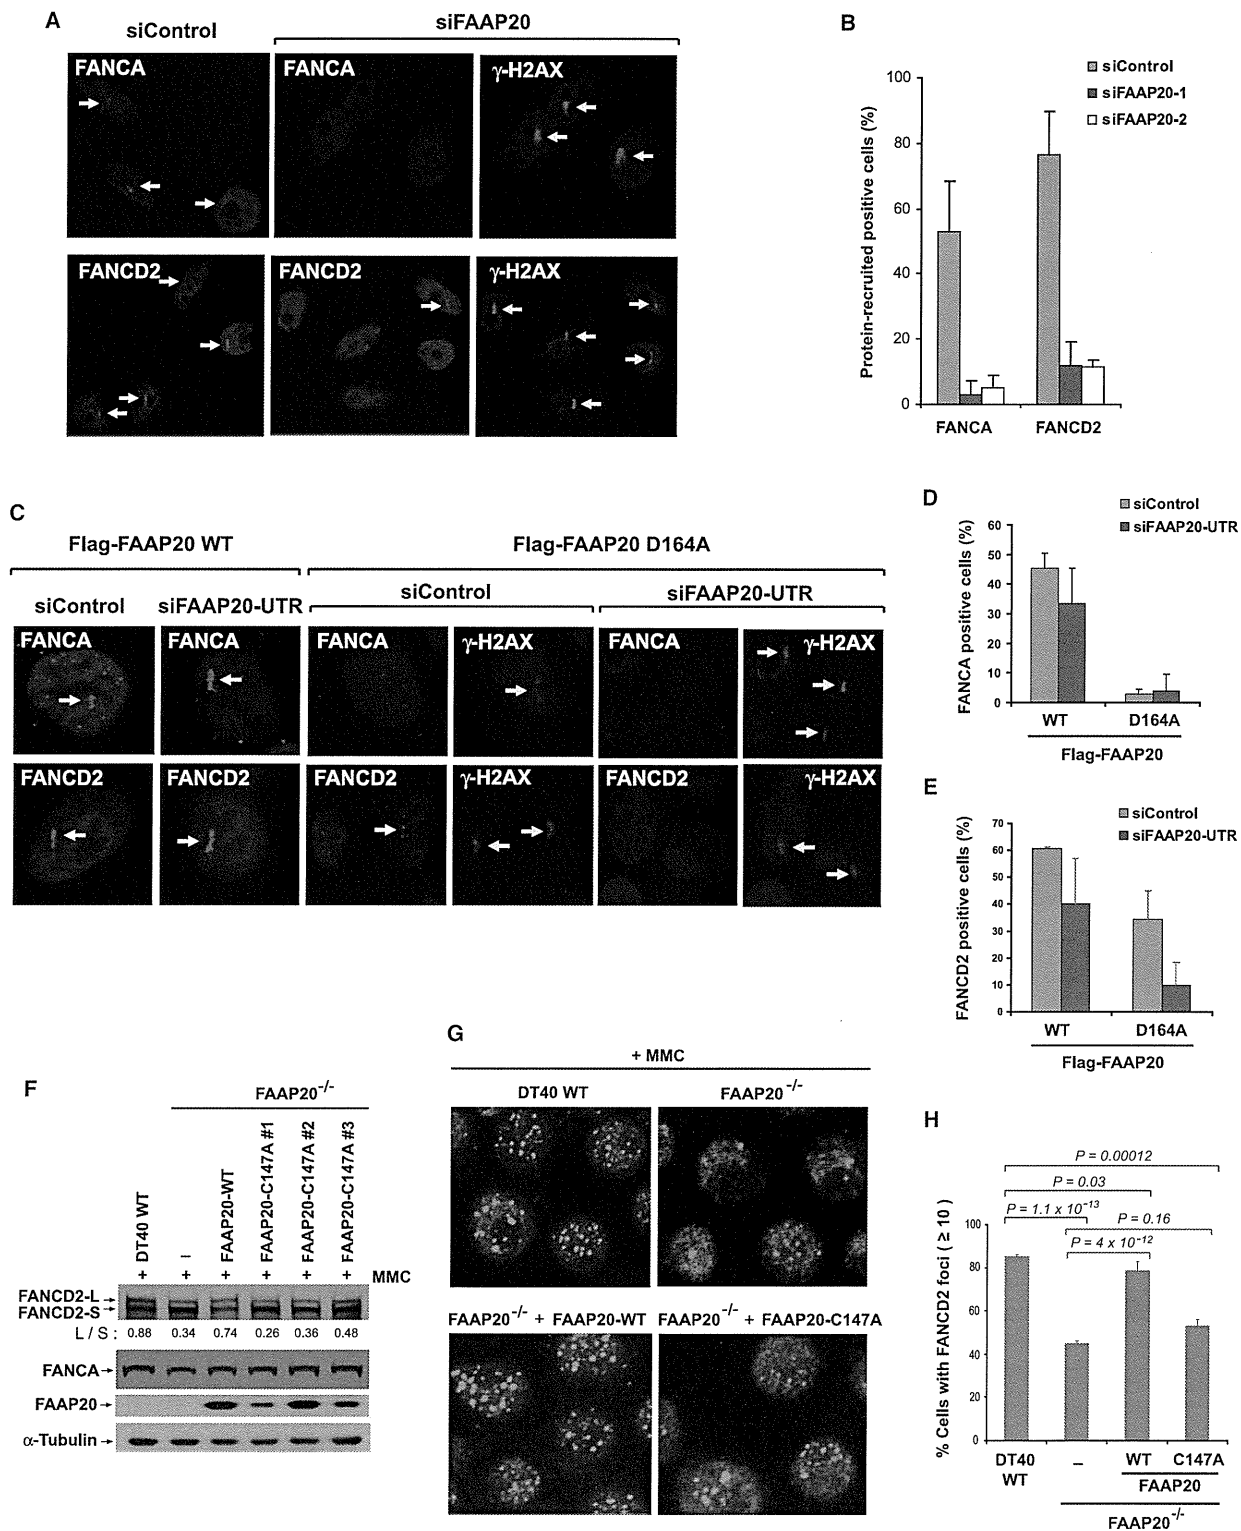 A
siControl
siFAAP20
FANCA
FANCA
γ-H2AX
FANCD2
FANCD2
γ-H2AX
B
siControl
siFAAP20-1
siFAAP20-2
Protein-recruited positive cells (%)
100
80
60
40
20
0
FANCA
FANCD2
C
Flag-FAAP20 WT
Flag-FAAP20 D164A
siControl
siFAAP20-UTR
siControl
siFAAP20-UTR
FANCA
FANCA
FANCA
γ-H2AX
FANCA
γ-H2AX
FANCD2
FANCD2
FANCD2
γ-H2AX
FANCD2
γ-H2AX
D
siControl
siFAAP20-UTR
FANCA positive cells (%)
60
50
40
30
20
10
0
WT
D164A
Flag-FAAP20
E
siControl
siFAAP20-UTR
FANCD2 positive cells (%)
70
60
50
40
30
20
10
0
WT
D164A
Flag-FAAP20
F
FAAP20-/-
DT40 WT
–
FAAP20-WT
FAAP20-C147A #1
FAAP20-C147A #2
FAAP20-C147A #3
+ + + + + + MMC
FANCD2-L
FANCD2-S
L / S : 0.88 0.34 0.74 0.26 0.36 0.48
FANCA
FAAP20
α-Tubulin
G
+ MMC
DT40 WT
FAAP20-/-
FAAP20-/- + FAAP20-WT
FAAP20-/- + FAAP20-C147A
H
P = 0.00012
P = 0.03
P = 1.1 x 10-13
P = 0.16
P = 4 x 10-12
% Cells with FANCD2 foci ( ≥ 10 )
100
80
60
40
20
0
DT40 WT
–
WT
C147A
FAAP20
FAAP20-/-